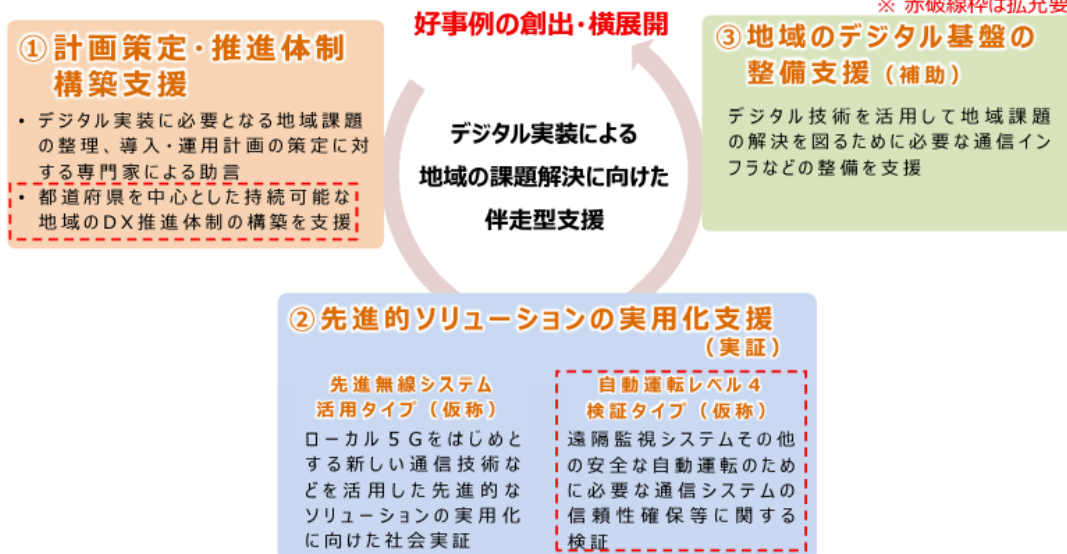 ※ 赤破線枠は拡充要
好事例の創出・横展開
①計画策定・推進体制
構築支援
• デジタル実装に必要となる地域課題
の整理、導入・運用計画の策定に対
する専門家による助言
• 都道府県を中心とした持続可能な
地域のDX推進体制の構築を支援
デジタル実装による
地域の課題解決に向けた
伴走型支援
③地域のデジタル基盤の
整備支援（補助）
デジタル技術を活用して地域課題
の解決を図るために必要な通信イン
フラなどの整備を支援
②先進的ソリューションの実用化支援
（実証）
先進無線システム
活用タイプ（仮称）
ローカル５Ｇをはじめと
する新しい通信技術な
どを活用した先進的な
ソリューションの実用化
に向けた社会実証
自動運転レベル４
検証タイプ（仮称）
遠隔監視システムその他
の安全な自動運転のため
に必要な通信システムの
信頼性確保等に関する
検証